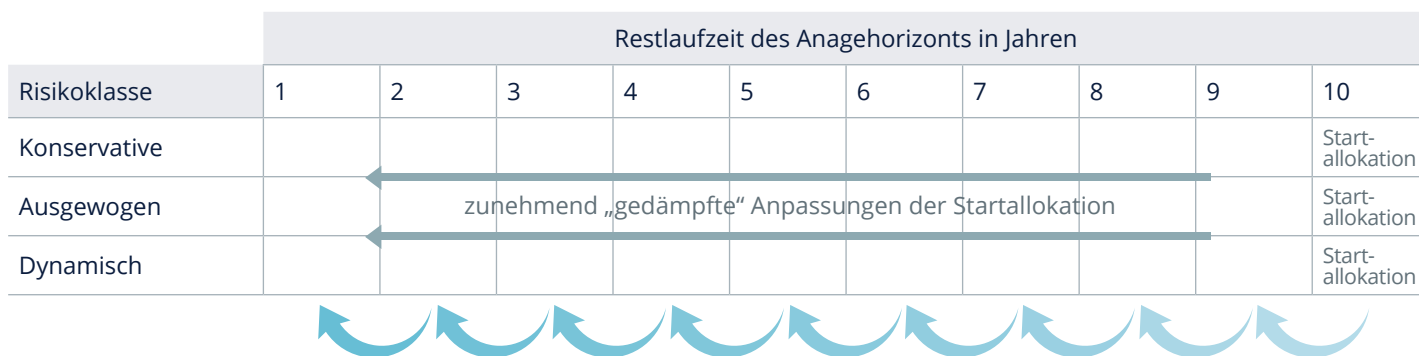 Restlaufzeit des Anagehorizonts in Jahren
Risikoklasse 1 2 3 4 5 6 7 8 9 10
Konservative Start-
allokation
zunehmend „gedämpfte“ Anpassungen der Startallokation
Ausgewogen Start-
allokation
Dynamisch Start-
allokation